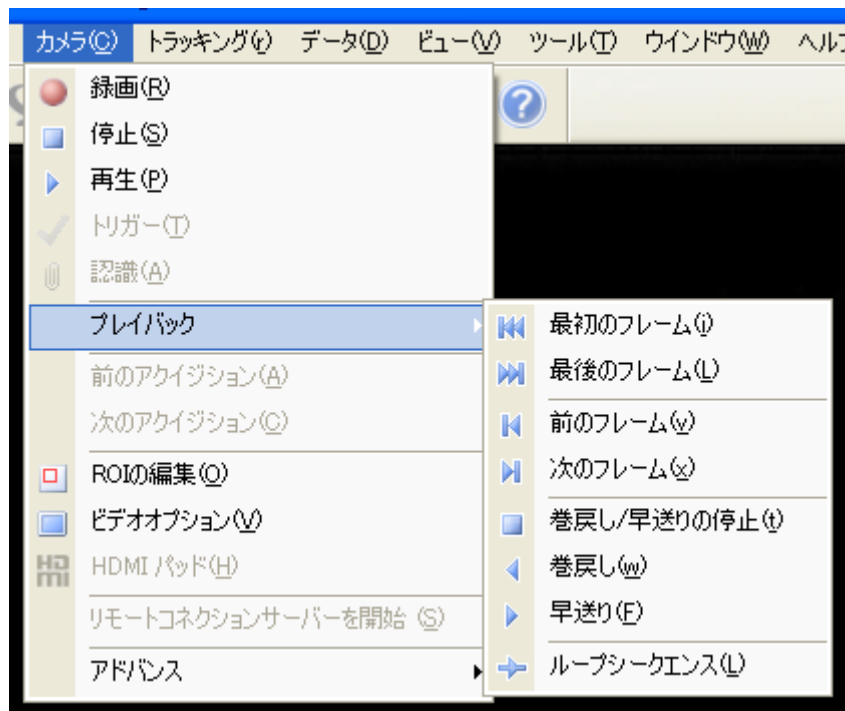 カメラ(C) トラッキング(r) データ(D) ビュー(V) ツール(T) ウインドウ(W)
録画(R)
停止(S)
再生(P)
トリガー(T)
認識(A)
プレイバック
前のアクイジション(A)
次のアクイジション(C)
ROIの編集(O)
ビデオオプション(V)
HDMI パッド(H)
リモートコネクションサーバーを開始 (S)
アドバンス
最初のフレーム(i)
最後のフレーム(L)
前のフレーム(v)
次のフレーム(x)
巻戻し/早送りの停止(t)
巻戻し(w)
早送り(F)
ループシークエンス(L)